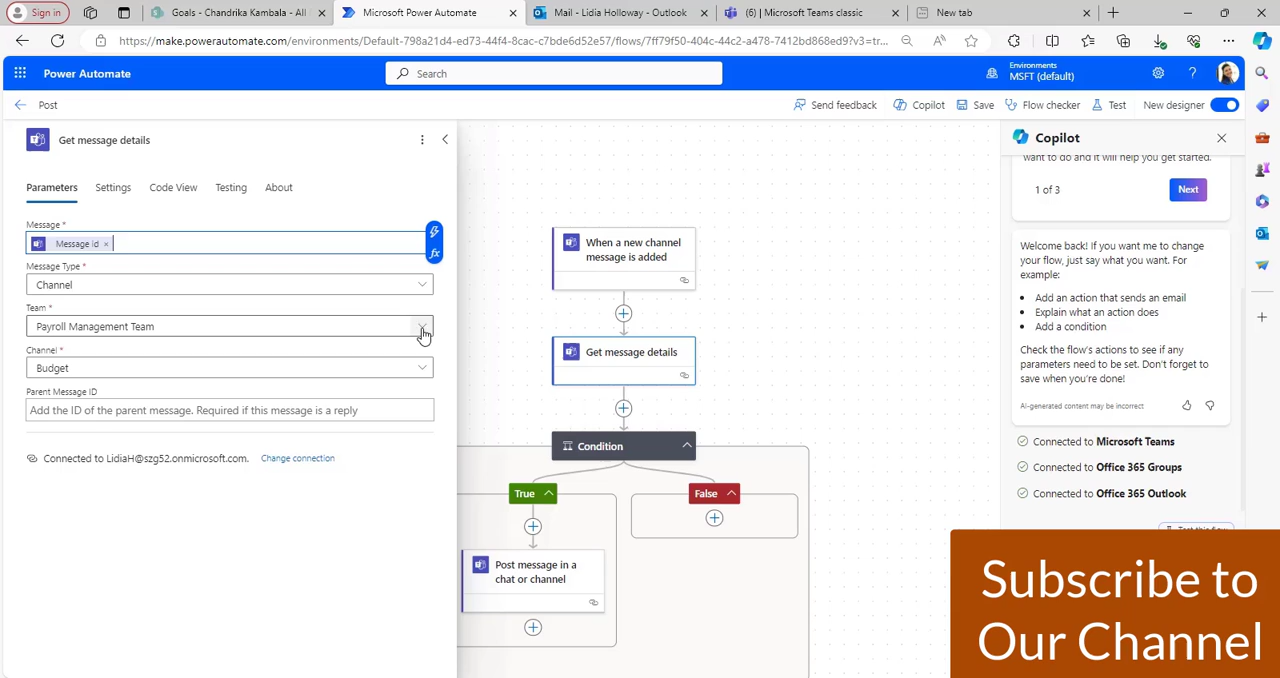 Sign in
Goals - Chandrika Kambala - All
Microsoft Power Automate
Mail - Lidia Holloway - Outlook
(6) | Microsoft Teams classic
New tab
https://make.powerautomate.com/environments/Default-798a21d4-ed73-44f4-8cac-c7bde6d52e57/flows/7ff79f50-404c-44c2-a478-7412bd868ed9?v3=tr...
Power Automate
Search
Environments
MSFT (default)
Post
Send feedback
Copilot
Save
Flow checker
Test
New designer
Get message details
Parameters
Settings
Code View
Testing
About
Message *
Message id ×
fx
Message Type *
Channel
Team *
Payroll Management Team
Channel *
Budget
Parent Message ID
Add the ID of the parent message. Required if this message is a reply
Connected to LidiaH@szg52.onmicrosoft.com.
Change connection
When a new channel
message is added
Get message details
Condition
True
False
Post message in a
chat or channel
Copilot
want to do and it will help you get started.
1 of 3
Next
Welcome back! If you want me to change
your flow, just say what you want. For
example:
• Add an action that sends an email
• Explain what an action does
• Add a condition
Check the flow's actions to see if any
parameters need to be set. Don't forget to
save when you're done!
AI-generated content may be incorrect
Connected to Microsoft Teams
Connected to Office 365 Groups
Connected to Office 365 Outlook
Test this flow
Subscribe to
Our Channel